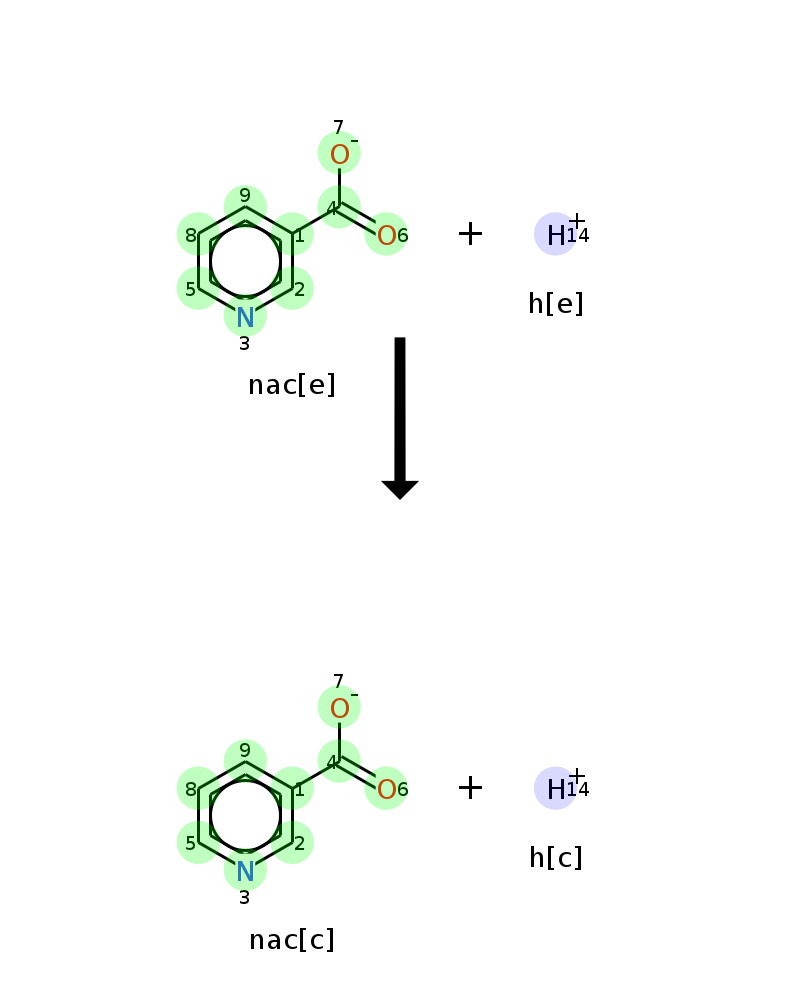 7
O-
9
8 1 4 O6 + H+14
5 2
N
3
h[e]
nac[e]
7
O-
9
8 1 4 O6 + H+14
5 2
N
3
h[c]
nac[c]